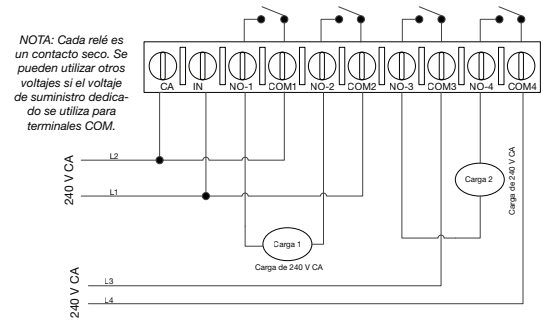 NOTA: Cada relé es
un contacto seco. Se
pueden utilizar otros
voltajes si el voltaje
de suministro dedica-
do se utiliza para
terminales COM.
CA IN NO-1 COM1 NO-2 COM2 NO-3 COM3 NO-4 COM4
240 V CA
L2
L1
Carga 1
Carga de 240 V CA
Carga 2
Carga de 240 V CA
240 V CA
L3
L4